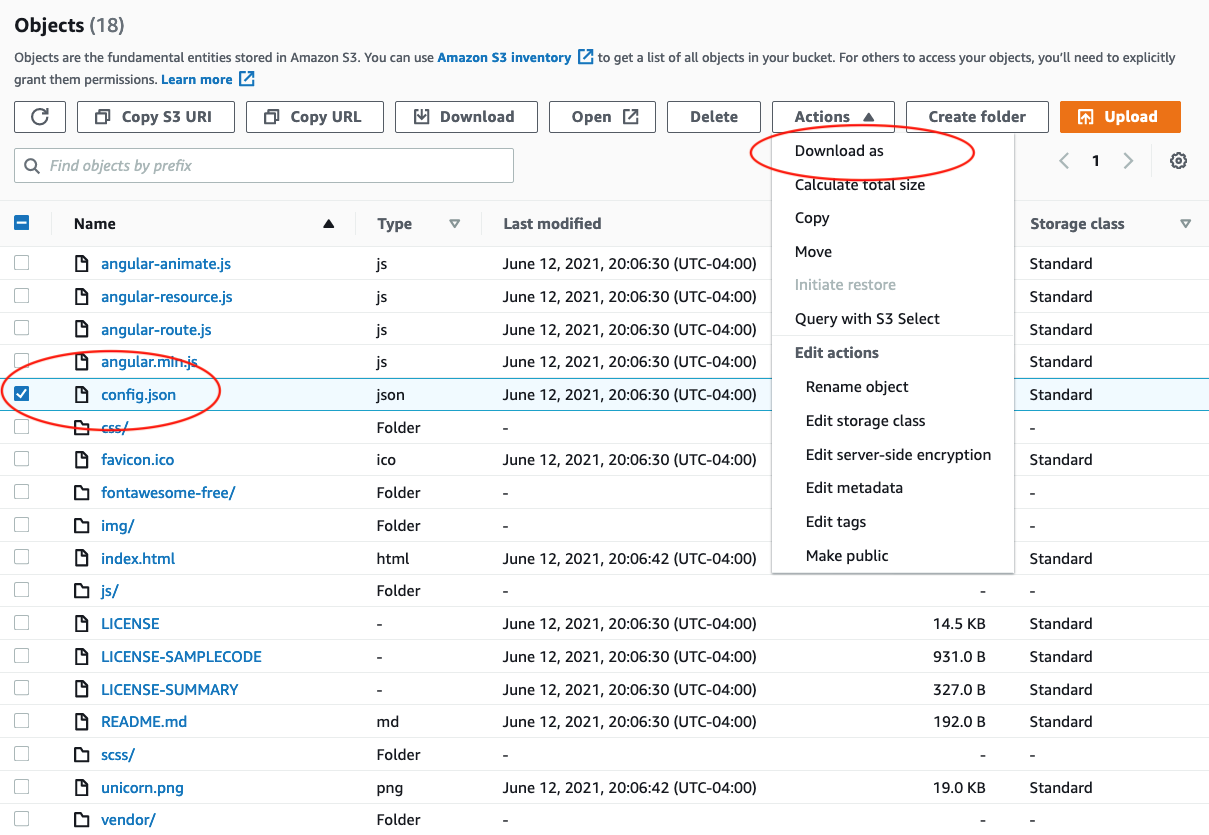 Objects (18)
Objects are the fundamental entities stored in Amazon S3. You can use Amazon S3 inventory to get a list of all objects in your bucket. For others to access your objects, you’ll need to explicitly
grant them permissions. Learn more
Copy S3 URI Copy URL Download Open Delete Actions Create folder Upload
Find objects by prefix
1
Download as
Calculate total size
Copy
Move
Initiate restore
Query with S3 Select
Edit actions
Rename object
Edit storage class
Edit server-side encryption
Edit metadata
Edit tags
Make public
Name Type Last modified Storage class
angular-animate.js js June 12, 2021, 20:06:30 (UTC-04:00) Standard
angular-resource.js js June 12, 2021, 20:06:30 (UTC-04:00) Standard
angular-route.js js June 12, 2021, 20:06:30 (UTC-04:00) Standard
angular.min.js js June 12, 2021, 20:06:30 (UTC-04:00) Standard
config.json json June 12, 2021, 20:06:30 (UTC-04:00) Standard
css/ Folder - -
favicon.ico ico June 12, 2021, 20:06:30 (UTC-04:00) Standard
fontawesome-free/ Folder - -
img/ Folder - -
index.html html June 12, 2021, 20:06:42 (UTC-04:00) Standard
js/ Folder - - -
LICENSE - June 12, 2021, 20:06:30 (UTC-04:00) 14.5 KB Standard
LICENSE-SAMPLECODE - June 12, 2021, 20:06:30 (UTC-04:00) 931.0 B Standard
LICENSE-SUMMARY - June 12, 2021, 20:06:30 (UTC-04:00) 327.0 B Standard
README.md md June 12, 2021, 20:06:30 (UTC-04:00) 192.0 B Standard
scss/ Folder - - -
unicorn.png png June 12, 2021, 20:06:42 (UTC-04:00) 19.0 KB Standard
vendor/ Folder - - -